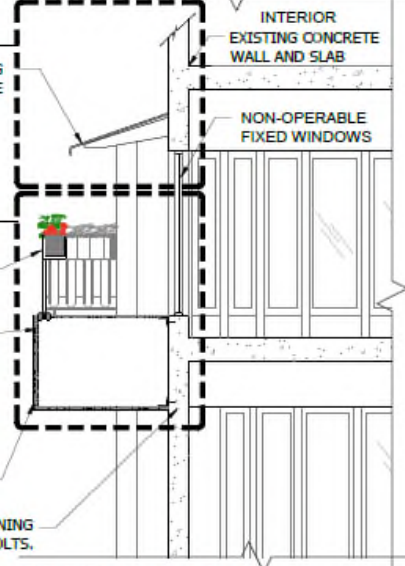 INTERIOR
EXISTING CONCRETE
WALL AND SLAB
NON-OPERABLE
FIXED WINDOWS
NING
OLTS.